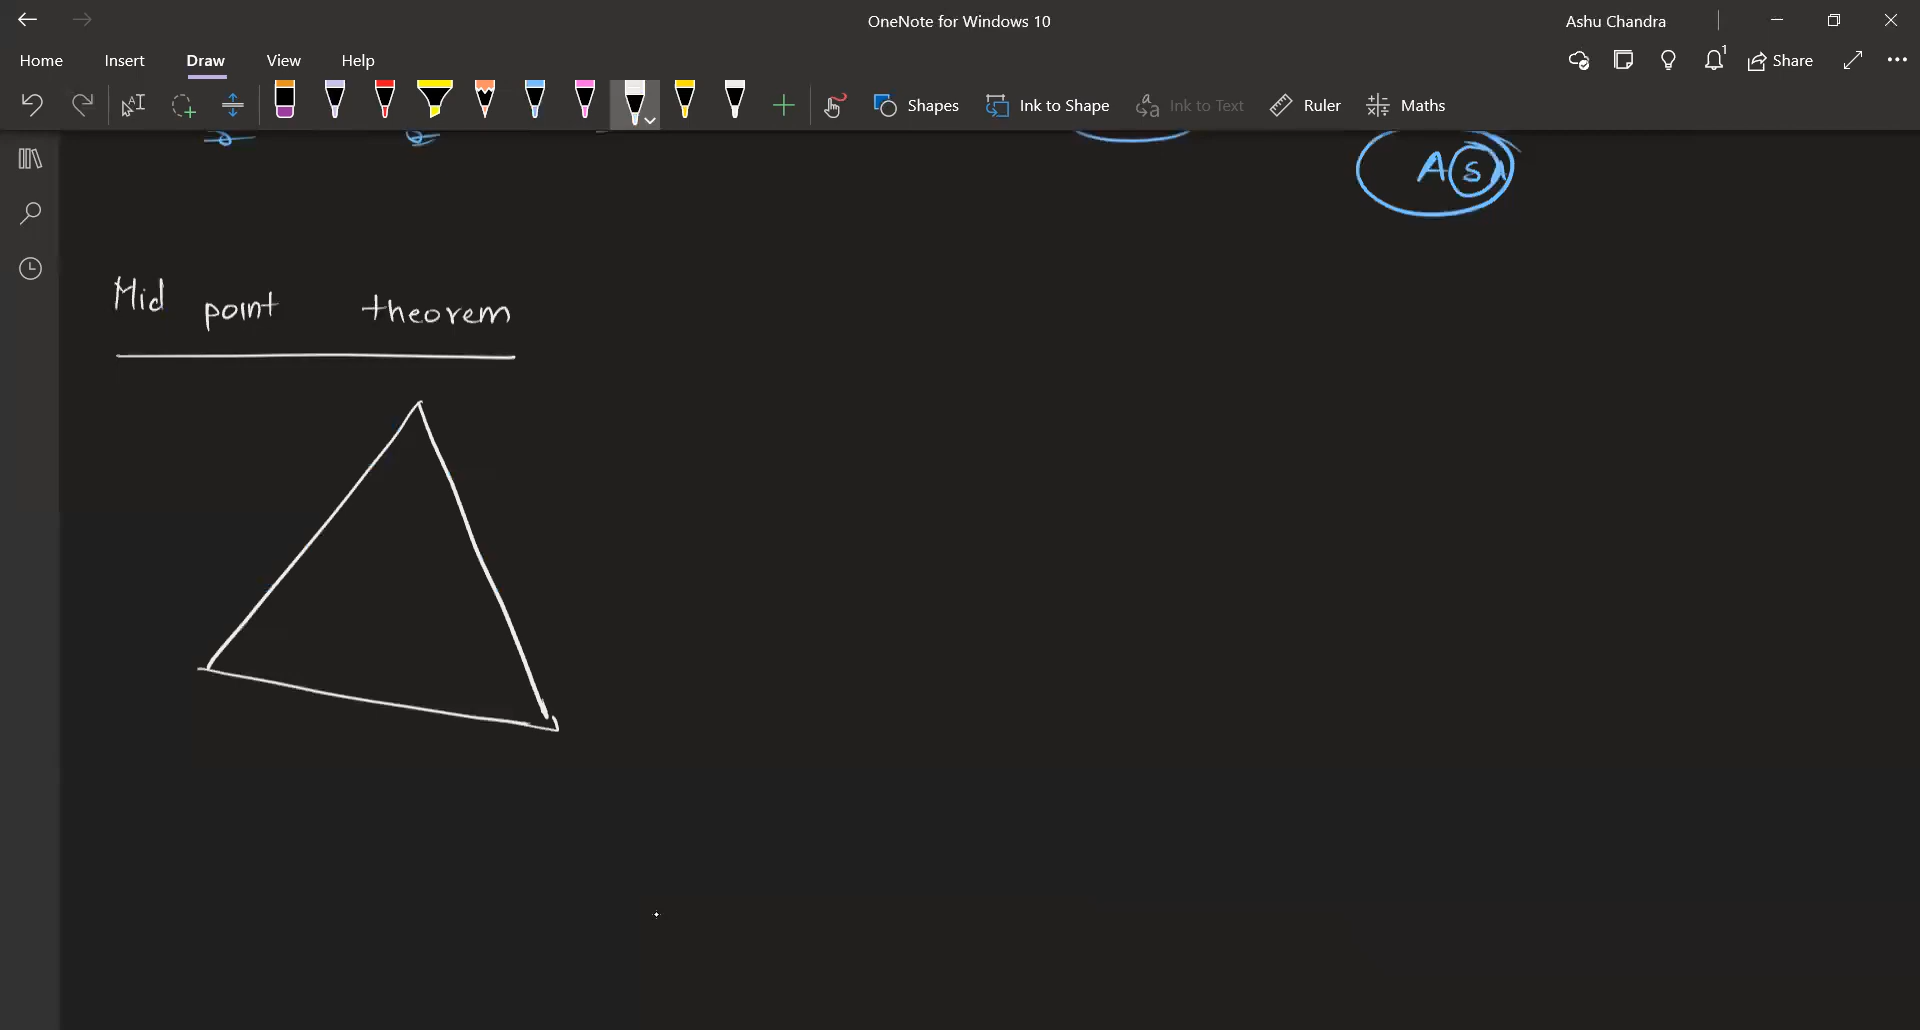 OneNote for Windows 10
Ashu Chandra
Home Insert Draw View Help
1 Share
Shapes Ink to Shape Ink to Text Ruler Maths
Mid point theorem